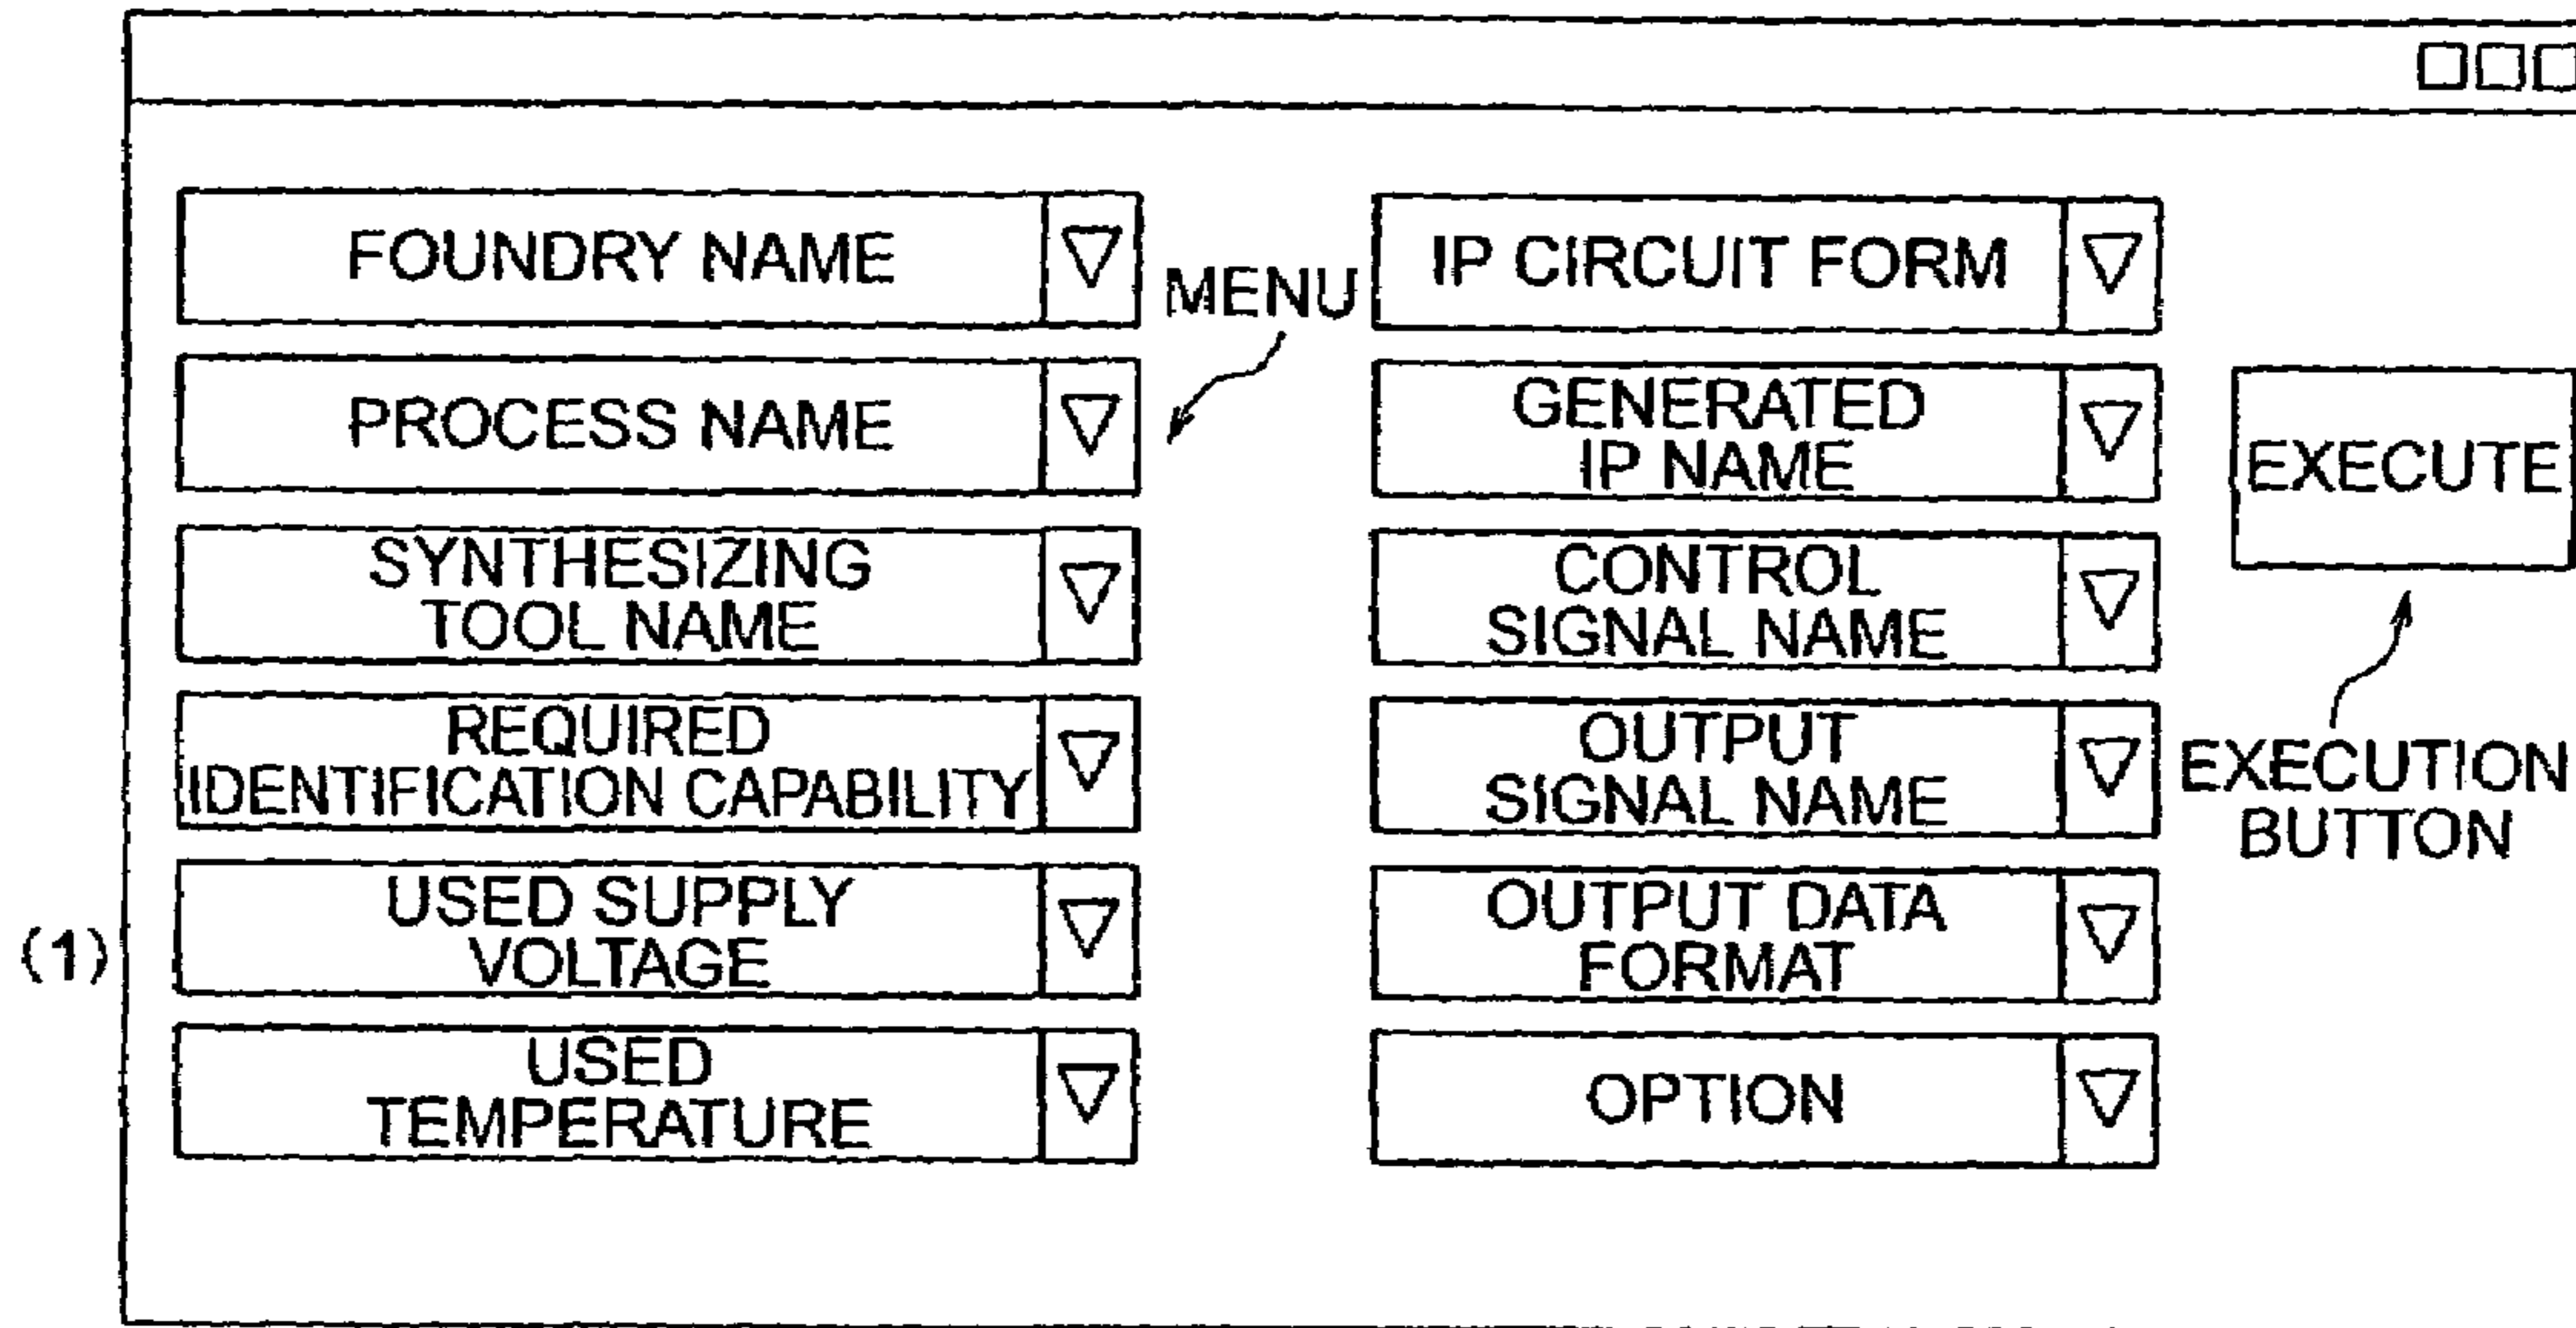 FOUNDRY NAME
PROCESS NAME
SYNTHESIZING
TOOL NAME
REQUIRED
IDENTIFICATION CAPABILITY
(1)
USED SUPPLY
VOLTAGE
USED
TEMPERATURE
MENU
IP CIRCUIT FORM
GENERATED
IP NAME
CONTROL
SIGNAL NAME
OUTPUT
SIGNAL NAME
OUTPUT DATA
FORMAT
OPTION
EXECUTE
EXECUTION
BUTTON